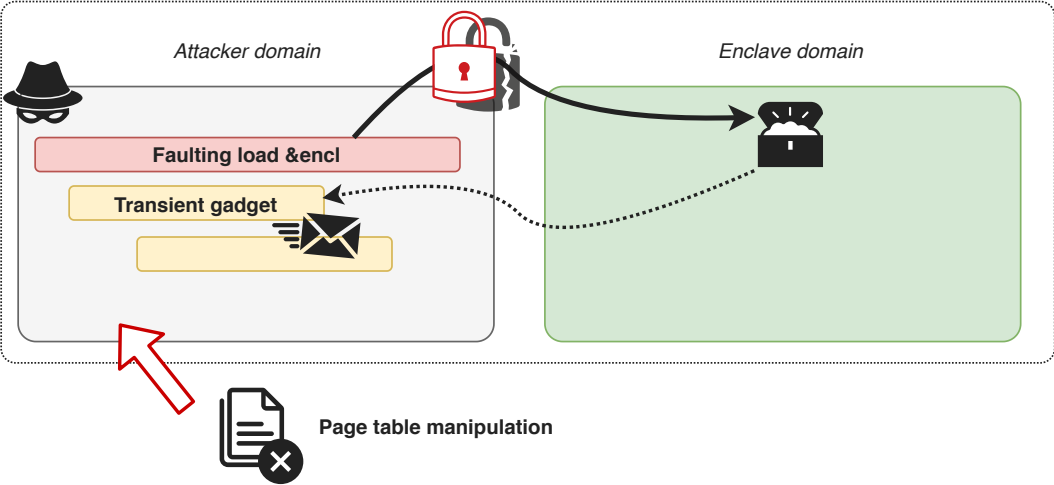 Attacker domain
Enclave domain
Faulting load &encl
Transient gadget
Page table manipulation